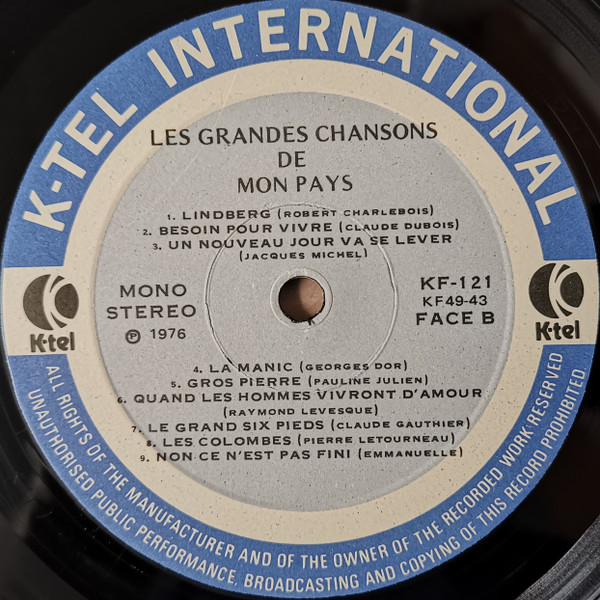 K-TEL INTERNATIONAL
LES GRANDES CHANSONS
DE
MON PAYS
1. LINDBERG (ROBERT CHARLEBOIS)
2. BESOIN POUR VIVRE (CLAUDE DUBOIS)
3. UN NOUVEAU JOUR VA SE LEVER
(JACQUES MICHEL)
K-tel
MONO
STEREO
℗ 1976
KF-121
KF49-43
FACE B
K-tel
4. LA MANIC (GEORGES DOR)
5. GROS PIERRE (PAULINE JULIEN)
6. QUAND LES HOMMES VIVRONT D'AMOUR
(RAYMOND LEVESQUE)
7. LE GRAND SIX PIEDS (CLAUDE GAUTHIER)
8. LES COLOMBES (PIERRE LETOURNEAU)
9. NON CE N'EST PAS FINI (EMMANUELLE)
ALL RIGHTS OF THE MANUFACTURER AND OF THE OWNER OF THE RECORDED WORK RESERVED
UNAUTHORISED PUBLIC PERFORMANCE, BROADCASTING AND COPYING OF THIS RECORD PROHIBITED.